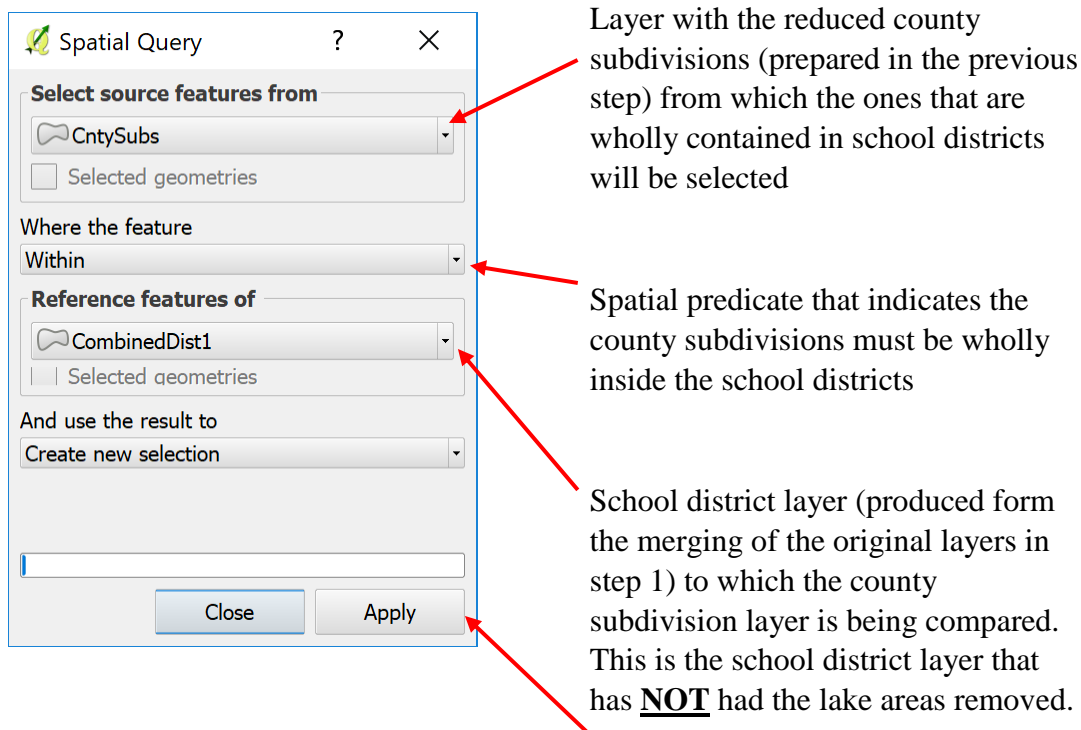 Spatial Query ? ×
Select source features from
CntySubs
Selected geometries
Where the feature
Within
Reference features of
CombinedDist1
Selected geometries
And use the result to
Create new selection
Close
Apply
Layer with the reduced county
subdivisions (prepared in the previous
step) from which the ones that are
wholly contained in school districts
will be selected
Spatial predicate that indicates the
county subdivisions must be wholly
inside the school districts
School district layer (produced form
the merging of the original layers in
step 1) to which the county
subdivision layer is being compared.
This is the school district layer that
has NOT had the lake areas removed.